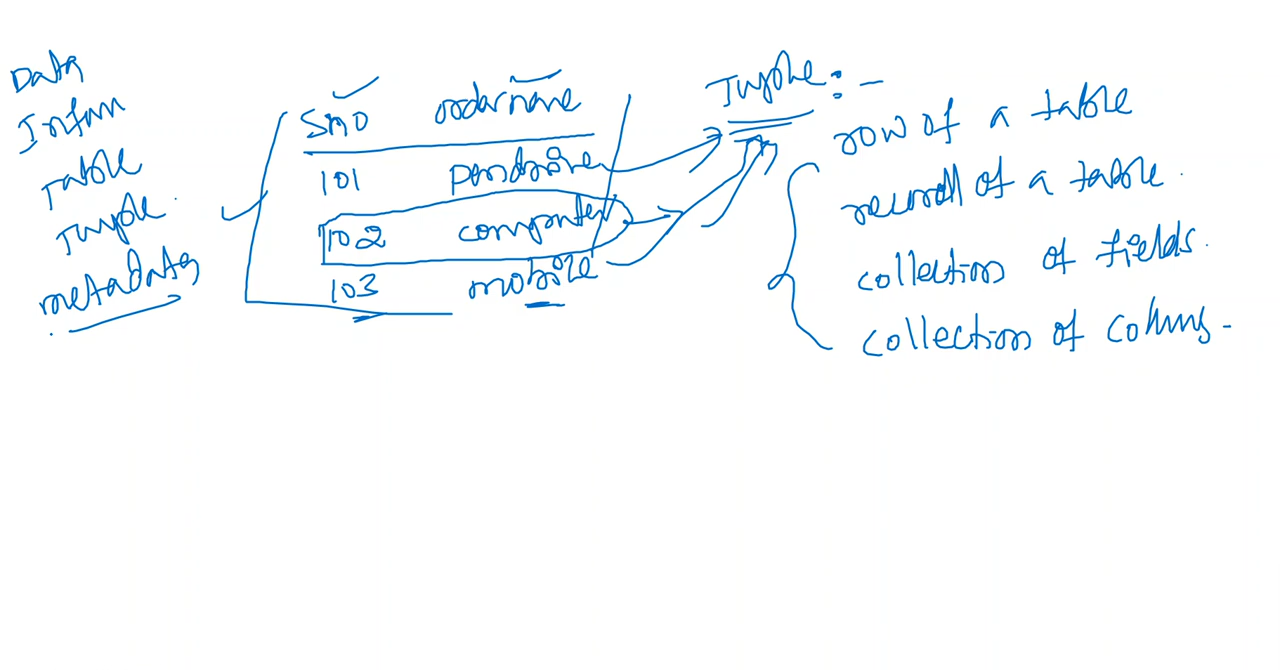 Data
Inform
Table
Tuple.
metadata
SNO ordername
101 pendrive
102 computer
103 mobile
Tuple:-
row of a table
record of a table.
collection of fields.
collection of colums-